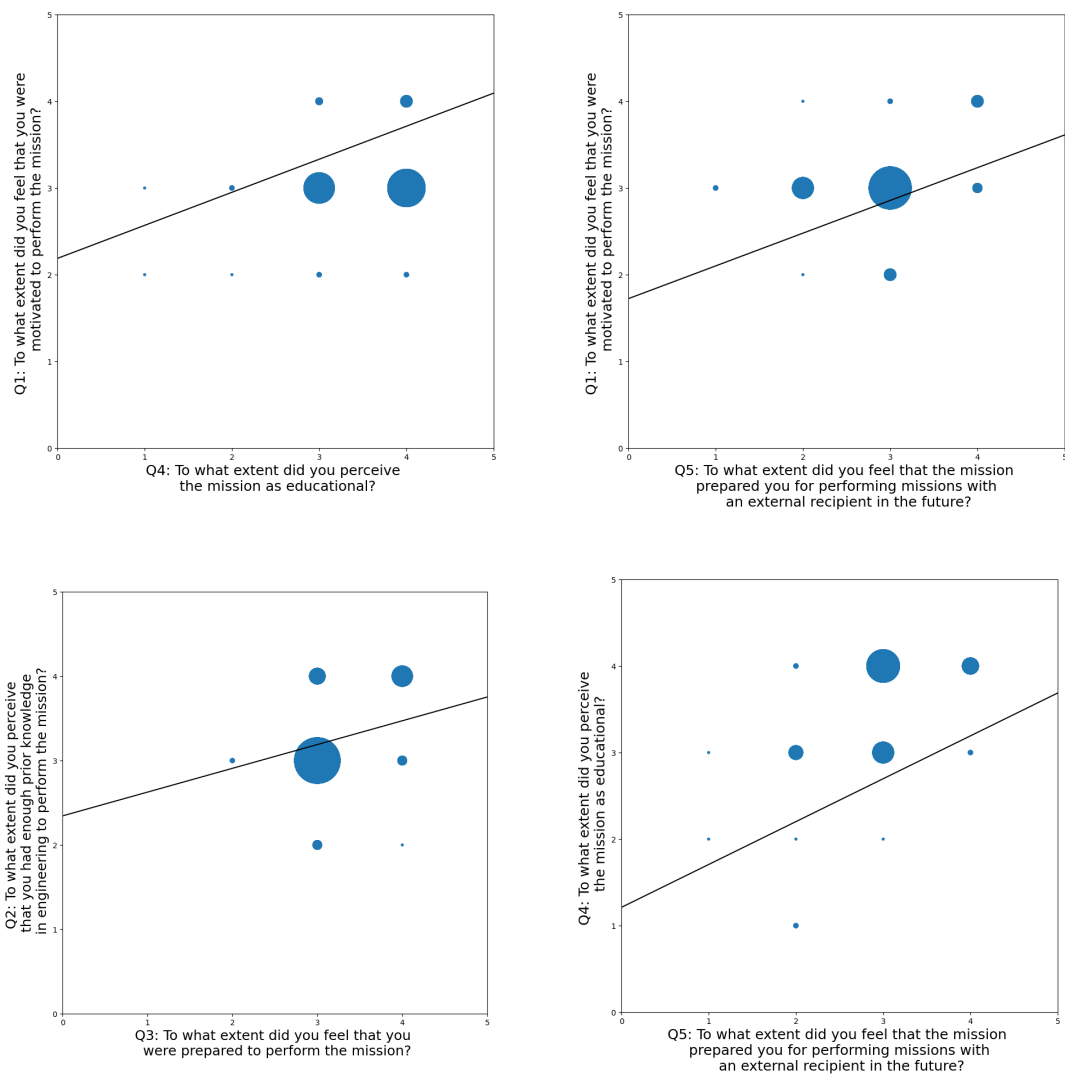 5
4
3
2
1
0
Q1: To what extent did you feel that you were
motivated to perform the mission?
0 1 2 3 4 5
Q4: To what extent did you perceive
the mission as educational?
5
4
3
2
1
0
Q1: To what extent did you feel that you were
motivated to perform the mission?
0 1 2 3 4 5
Q5: To what extent did you feel that the mission
prepared you for performing missions with
an external recipient in the future?
5
4
3
2
1
0
Q2: To what extent did you perceive
that you had enough prior knowledge
in engineering to perform the mission?
0 1 2 3 4 5
Q3: To what extent did you feel that you
were prepared to perform the mission?
5
4
3
2
1
0
Q4: To what extent did you perceive
the mission as educational?
0 1 2 3 4 5
Q5: To what extent did you feel that the mission
prepared you for performing missions with
an external recipient in the future?